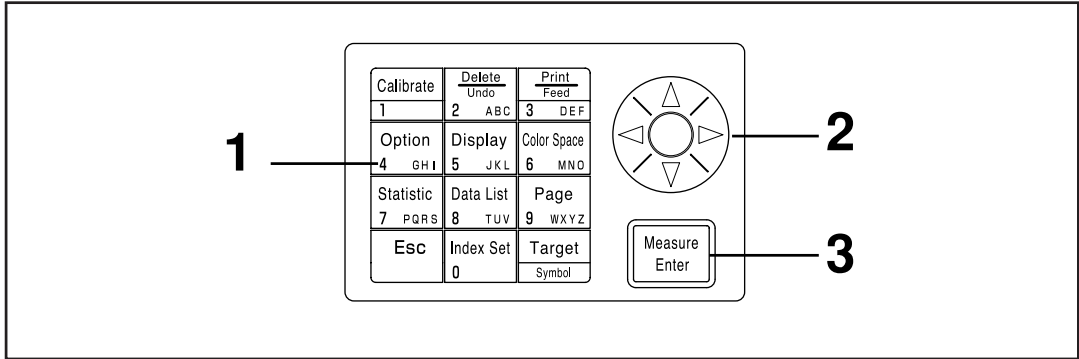 Calibrate
1
Delete
Undo
2 ABC
Print
Feed
3 DEF
Option
4 GHI
Display
5 JKL
Color Space
6 MNO
Statistic
7 PQRS
Data List
8 TUV
Page
9 WXYZ
Esc
Index Set
0
Target
Symbol
Measure
Enter
1
2
3